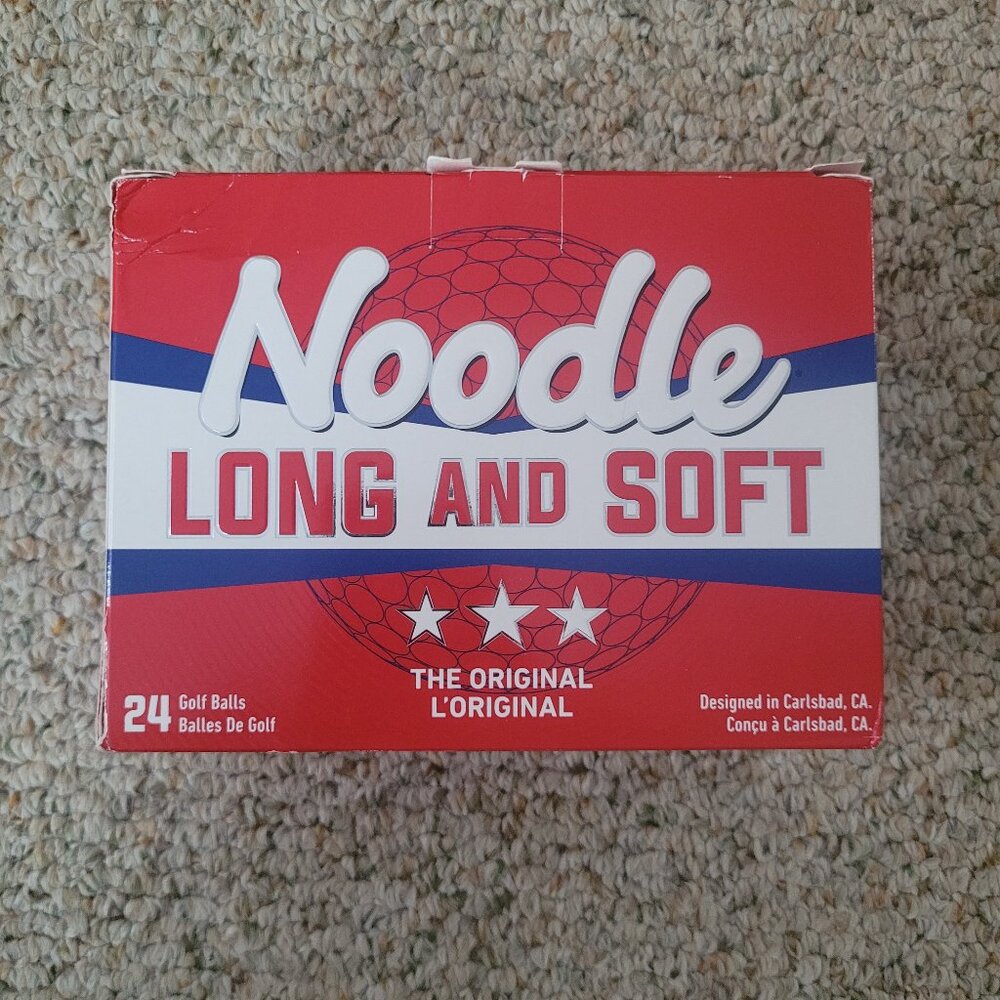 Noodle
LONG AND SOFT
THE ORIGINAL
L'ORIGINAL
24 Golf Balls
Balles De Golf
Designed in Carlsbad, CA.
Conçu à Carlsbad, CA.